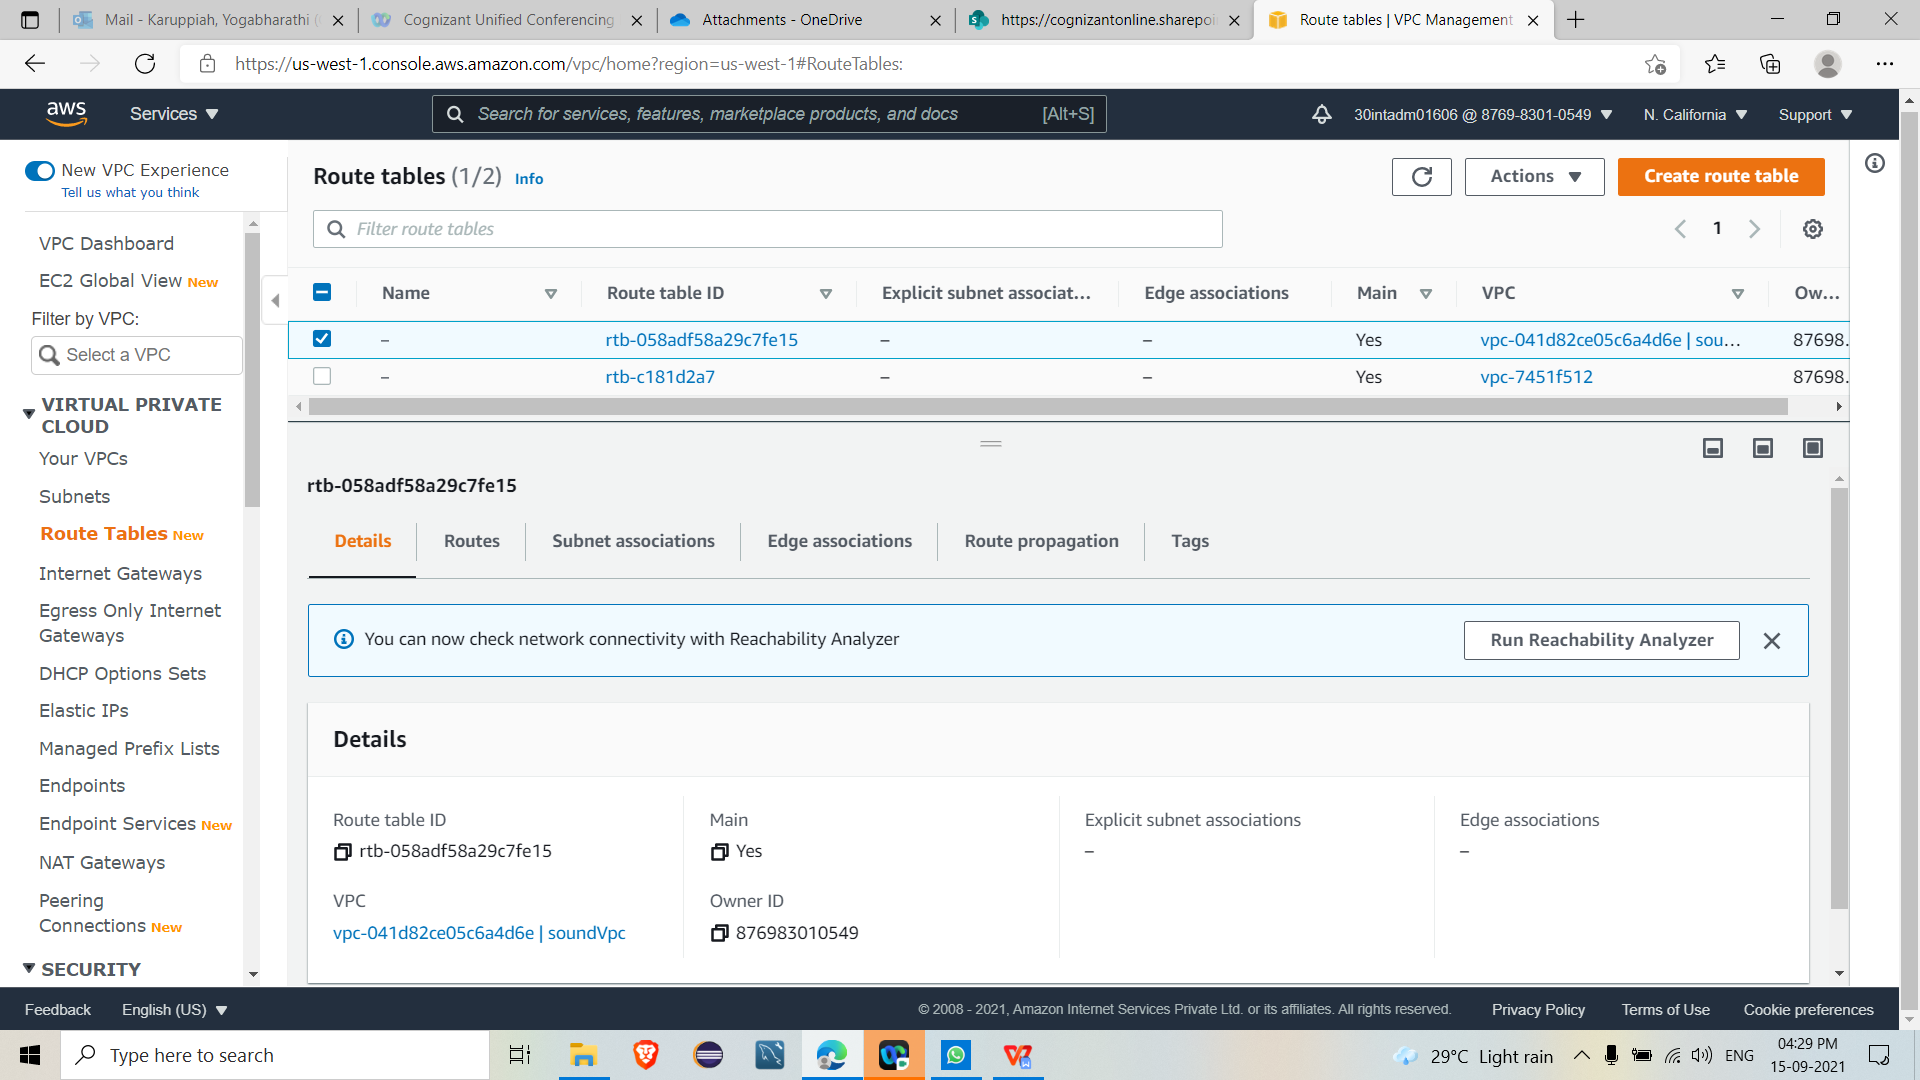 Mail - Karuppiah, Yogabharathi (
Cognizant Unified Conferencing
Attachments - OneDrive
https://cognizantonline.sharepoi
Route tables | VPC Management
https://us-west-1.console.aws.amazon.com/vpc/home?region=us-west-1#RouteTables:
aws
Services
Search for services, features, marketplace products, and docs
[Alt+S]
30intadm01606 @ 8769-8301-0549
N. California
Support
New VPC Experience
Tell us what you think
VPC Dashboard
EC2 Global View New
Filter by VPC:
Select a VPC
VIRTUAL PRIVATE
CLOUD
Your VPCs
Subnets
Route Tables New
Internet Gateways
Egress Only Internet
Gateways
DHCP Options Sets
Elastic IPs
Managed Prefix Lists
Endpoints
Endpoint Services New
NAT Gateways
Peering
Connections New
SECURITY
Route tables (1/2) Info
Actions
Create route table
Filter route tables
1
Name Route table ID Explicit subnet associat... Edge associations Main VPC Ow...
– rtb-058adf58a29c7fe15 – – Yes vpc-041d82ce05c6a4d6e | sou... 87698.
– rtb-c181d2a7 – – Yes vpc-7451f512 87698.
rtb-058adf58a29c7fe15
Details Routes Subnet associations Edge associations Route propagation Tags
You can now check network connectivity with Reachability Analyzer
Run Reachability Analyzer
Details
Route table ID
rtb-058adf58a29c7fe15
Main
Yes
Explicit subnet associations
–
Edge associations
–
VPC
vpc-041d82ce05c6a4d6e | soundVpc
Owner ID
876983010549
Feedback
English (US)
© 2008 - 2021, Amazon Internet Services Private Ltd. or its affiliates. All rights reserved.
Privacy Policy
Terms of Use
Cookie preferences
Type here to search
29°C Light rain
ENG
04:29 PM
15-09-2021